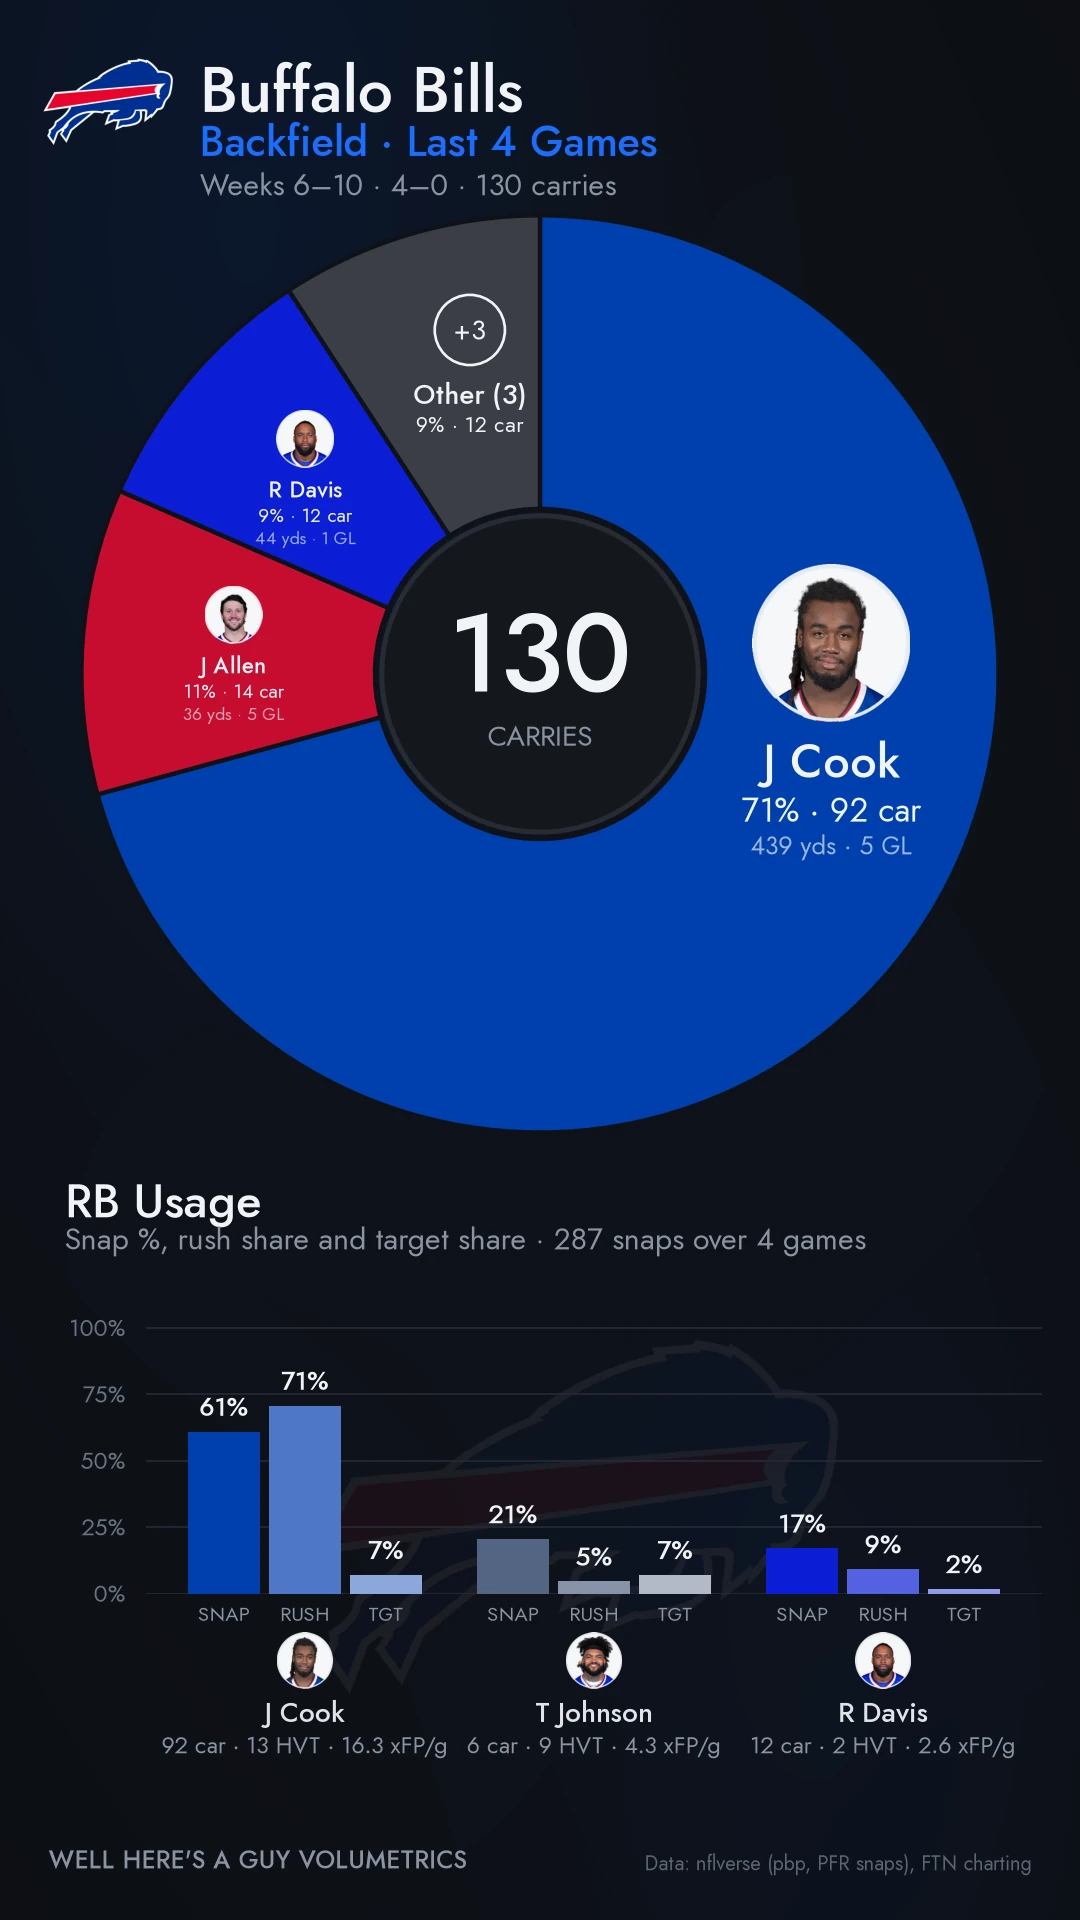 Buffalo Bills
Backfield · Last 4 Games
Weeks 6–10 · 4–0 · 130 carries
+3
Other (3)
9% · 12 car
R Davis
9% · 12 car
44 yds · 1 GL
J Allen
11% · 14 car
36 yds · 5 GL
130
CARRIES
J Cook
71% · 92 car
439 yds · 5 GL
RB Usage
Snap %, rush share and target share · 287 snaps over 4 games
100%
75%
50%
25%
0%
61%
71%
7%
21%
5%
7%
17%
9%
2%
SNAP RUSH TGT SNAP RUSH TGT SNAP RUSH TGT
J Cook
92 car · 13 HVT · 16.3 xFP/g
T Johnson
6 car · 9 HVT · 4.3 xFP/g
R Davis
12 car · 2 HVT · 2.6 xFP/g
WELL HERE'S A GUY VOLUMETRICS
Data: nflverse (pbp, PFR snaps), FTN charting